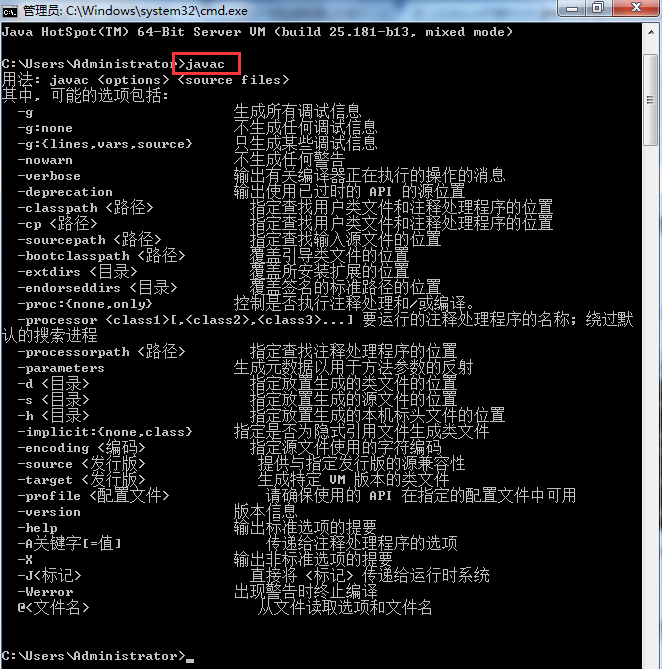 管理员: C:\Windows\system32\cmd.exe
Java HotSpot(TM) 64-Bit Server VM (build 25.181-b13, mixed mode)
C:\Users\Administrator>javac
用法: javac <options> <source files>
其中, 可能的选项包括:
-g 生成所有调试信息
-g:none 不生成任何调试信息
-g:{lines,vars,source} 只生成某些调试信息
-nowarn 不生成任何警告
-verbose 输出有关编译器正在执行的操作的消息
-deprecation 输出使用已过时的 API 的源位置
-classpath <路径> 指定查找用户类文件和注释处理程序的位置
-cp <路径> 指定查找用户类文件和注释处理程序的位置
-sourcepath <路径> 指定查找输入源文件的位置
-bootclasspath <路径> 覆盖引导类文件的位置
-extdirs <目录> 覆盖所安装扩展的位置
-endorseddirs <目录> 覆盖签名的标准路径的位置
-proc:{none,only} 控制是否执行注释处理和/或编译。
-processor <class1>[,<class2>,<class3>...] 要运行的注释处理程序的名称; 绕过默
认的搜索进程
-processorpath <路径> 指定查找注释处理程序的位置
-parameters 生成元数据以用于方法参数的反射
-d <目录> 指定放置生成的类文件的位置
-s <目录> 指定放置生成的源文件的位置
-h <目录> 指定放置生成的本机标头文件的位置
-implicit:{none,class} 指定是否为隐式引用文件生成类文件
-encoding <编码> 指定源文件使用的字符编码
-source <发行版> 提供与指定发行版的源兼容性
-target <发行版> 生成特定 VM 版本的类文件
-profile <配置文件> 请确保使用的 API 在指定的配置文件中可用
-version 版本信息
-help 输出标准选项的提要
-A关键字[=值] 传递给注释处理程序的选项
-X 输出非标准选项的提要
-J<标记> 直接将 <标记> 传递给运行时系统
-Werror 出现警告时终止编译
@<文件名> 从文件读取选项和文件名
C:\Users\Administrator>